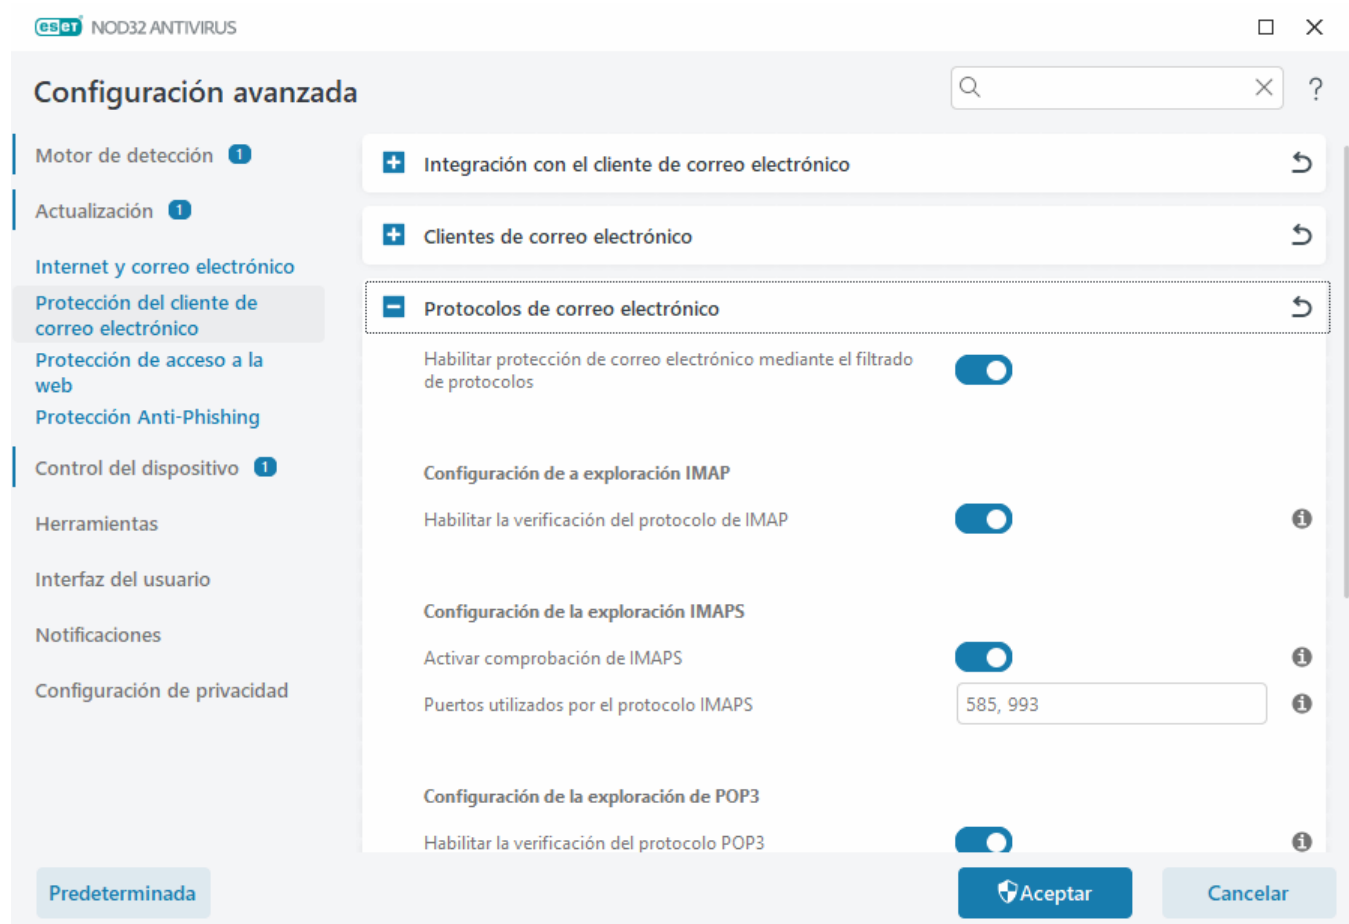 eset NOD32 ANTIVIRUS
Configuración avanzada
?
Motor de detección 1
Actualización 1
Internet y correo electrónico
Protección del cliente de
correo electrónico
Protección de acceso a la
web
Protección Anti-Phishing
Control del dispositivo 1
Herramientas
Interfaz del usuario
Notificaciones
Configuración de privacidad
Integración con el cliente de correo electrónico
Clientes de correo electrónico
Protocolos de correo electrónico
Habilitar protección de correo electrónico mediante el filtrado
de protocolos
Configuración de a exploración IMAP
Habilitar la verificación del protocolo de IMAP
Configuración de la exploración IMAPS
Activar comprobación de IMAPS
Puertos utilizados por el protocolo IMAPS
585, 993
Configuración de la exploración de POP3
Habilitar la verificación del protocolo POP3
Predeterminada
Aceptar
Cancelar